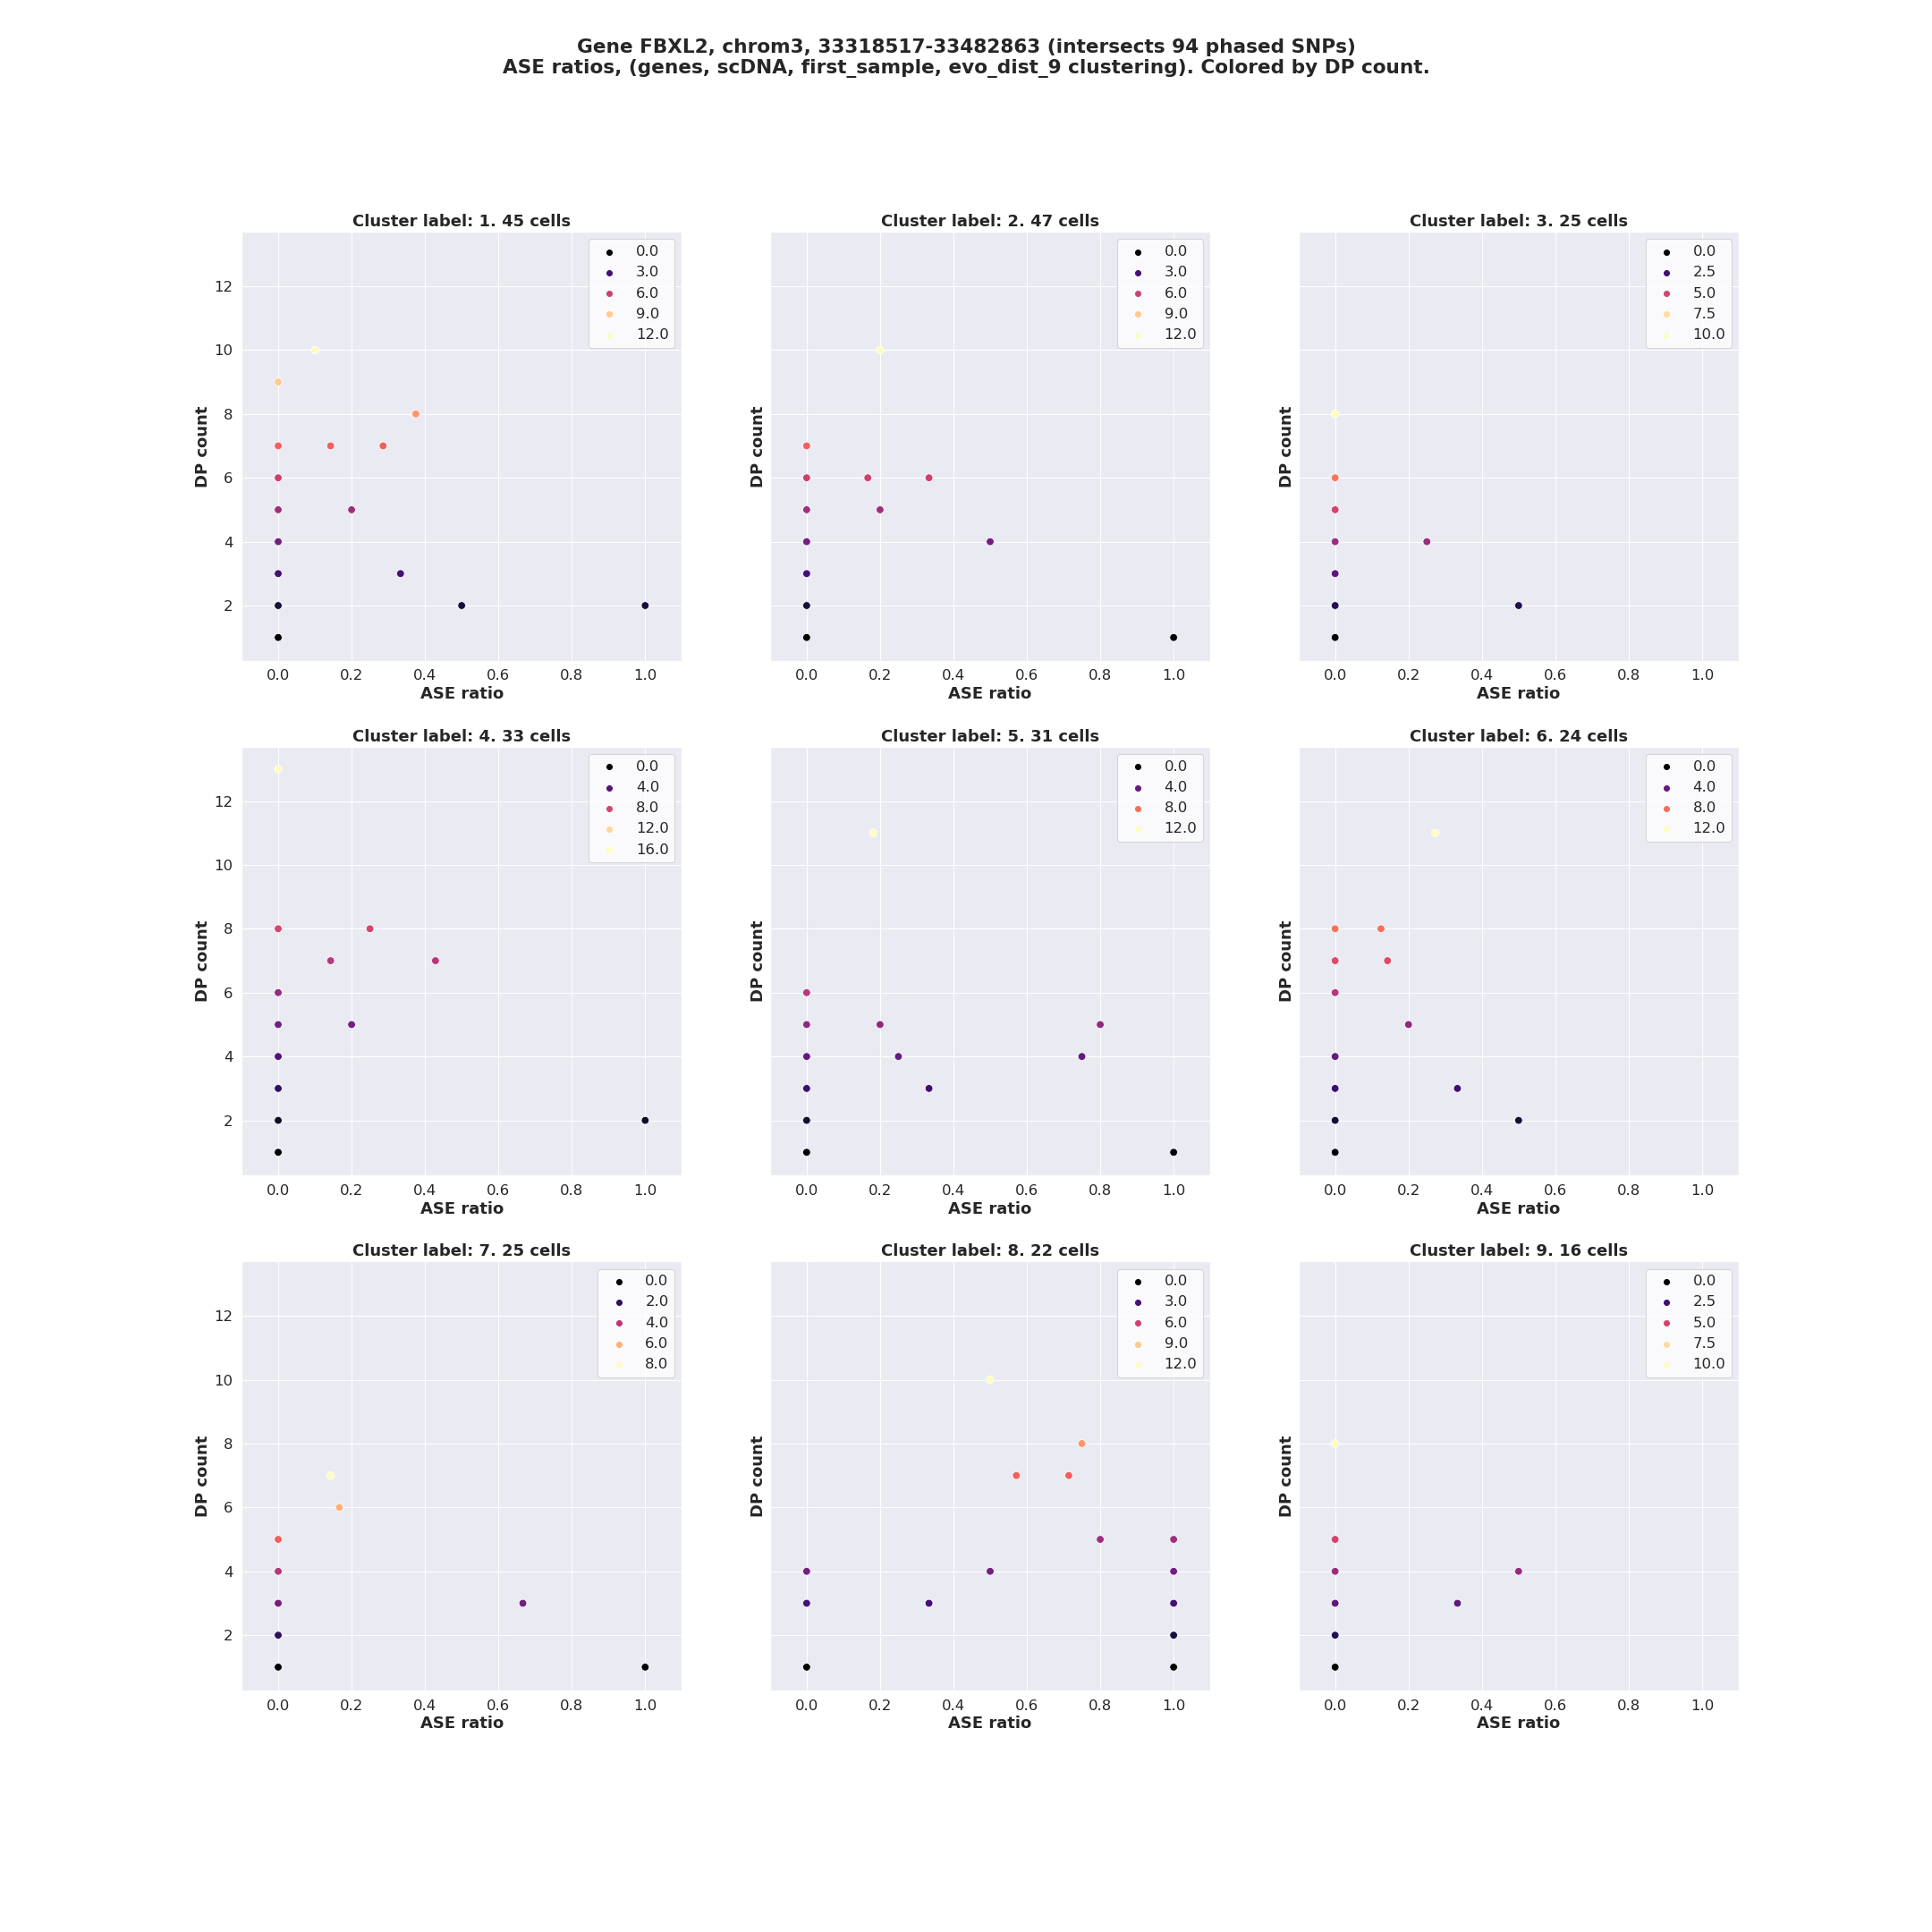 Gene FBXL2, chrom3, 33318517-33482863 (intersects 94 phased SNPs)
ASE ratios, (genes, scDNA, first_sample, evo_dist_9 clustering). Colored by DP count.
Cluster label: 1. 45 cells
0.0
3.0
6.0
9.0
12.0
12
10
8
6
4
2
DP count
0.0 0.2 0.4 0.6 0.8 1.0
ASE ratio
Cluster label: 2. 47 cells
0.0
3.0
6.0
9.0
12.0
DP count
0.0 0.2 0.4 0.6 0.8 1.0
ASE ratio
Cluster label: 3. 25 cells
0.0
2.5
5.0
7.5
10.0
DP count
0.0 0.2 0.4 0.6 0.8 1.0
ASE ratio
Cluster label: 4. 33 cells
0.0
4.0
8.0
12.0
16.0
12
10
8
6
4
2
DP count
0.0 0.2 0.4 0.6 0.8 1.0
ASE ratio
Cluster label: 5. 31 cells
0.0
4.0
8.0
12.0
DP count
0.0 0.2 0.4 0.6 0.8 1.0
ASE ratio
Cluster label: 6. 24 cells
0.0
4.0
8.0
12.0
DP count
0.0 0.2 0.4 0.6 0.8 1.0
ASE ratio
Cluster label: 7. 25 cells
0.0
2.0
4.0
6.0
8.0
12
10
8
6
4
2
DP count
0.0 0.2 0.4 0.6 0.8 1.0
ASE ratio
Cluster label: 8. 22 cells
0.0
3.0
6.0
9.0
12.0
DP count
0.0 0.2 0.4 0.6 0.8 1.0
ASE ratio
Cluster label: 9. 16 cells
0.0
2.5
5.0
7.5
10.0
DP count
0.0 0.2 0.4 0.6 0.8 1.0
ASE ratio